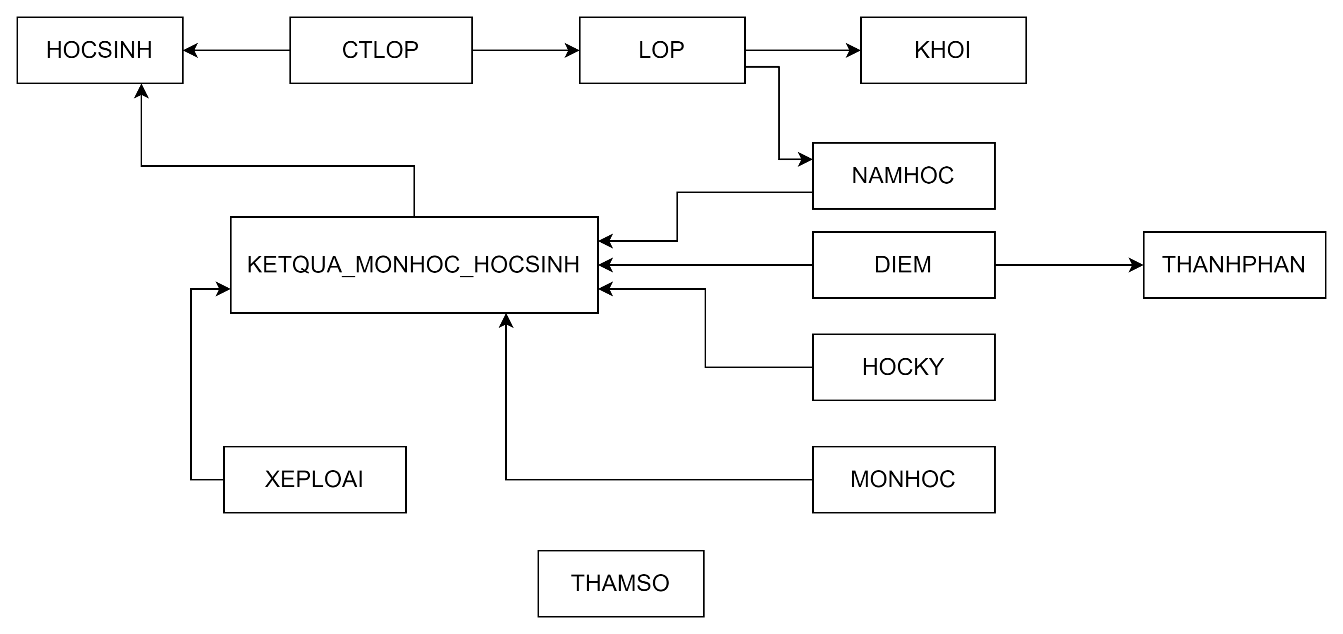 HOCSINH
CTLOP
LOP
KHOI
NAMHOC
KETQUA_MONHOC_HOCSINH
DIEM
THANHPHAN
HOCKY
XEPLOAI
MONHOC
THAMSO